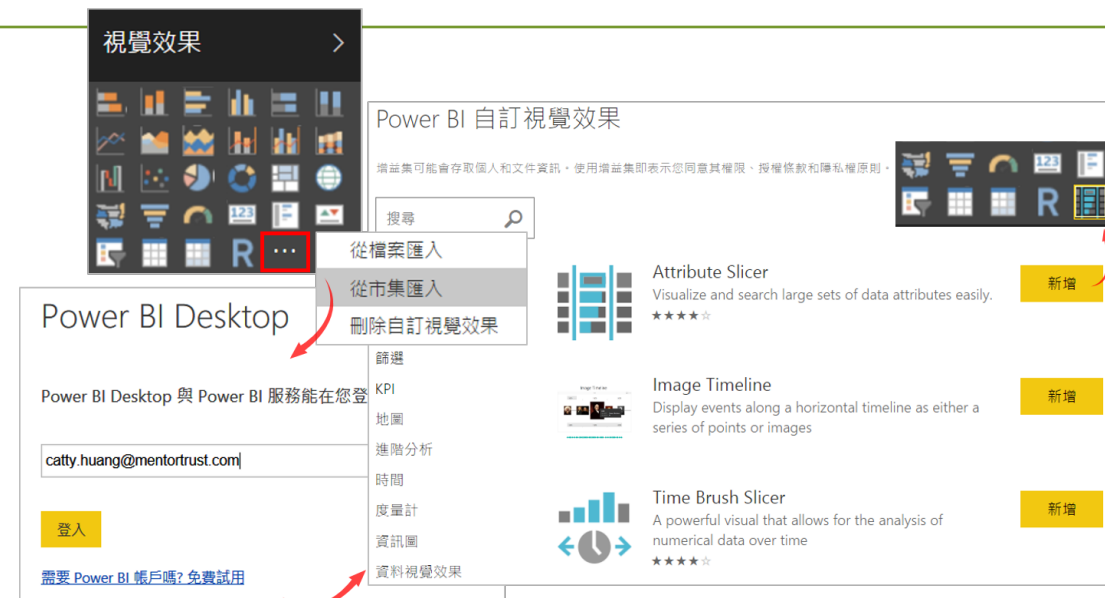 視覺效果
123
R
從檔案匯入
從市集匯入
刪除自訂視覺效果
Power BI Desktop
Power BI Desktop 與 Power BI 服務能在您登
catty.huang@mentortrust.com
登入
需要 Power BI 帳戶嗎? 免費試用
Power BI 自訂視覺效果
增益集可能會存取個人和文件資訊。使用增益集即表示您同意其權限、授權條款和隱私權原則。
搜尋
篩選
KPI
地圖
進階分析
時間
度量計
資訊圖
資料視覺效果
123
R
Attribute Slicer
Visualize and search large sets of data attributes easily.
新增
Image Timeline
Image Timeline
Display events along a horizontal timeline as either a
series of points or images
新增
Time Brush Slicer
A powerful visual that allows for the analysis of
numerical data over time
新增